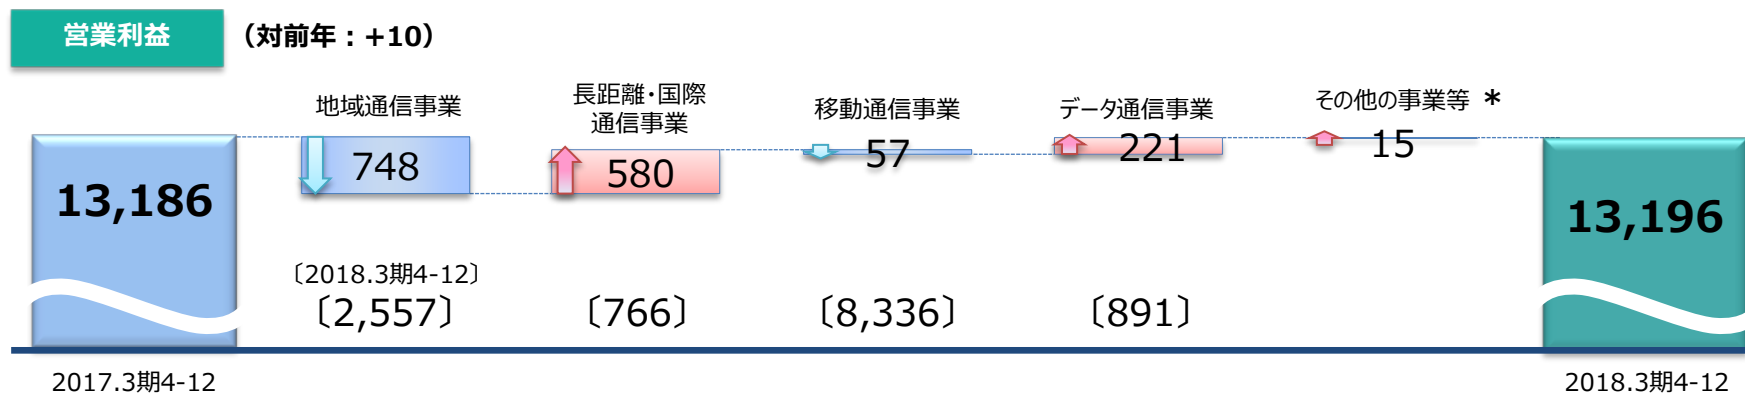 営業利益
（対前年：+10）
地域通信事業
長距離・国際
通信事業
移動通信事業
データ通信事業
その他の事業等 *
748
580
57
221
15
13,186
13,196
〔2018.3期4-12〕
〔2,557〕
〔766〕
〔8,336〕
〔891〕
2017.3期4-12
2018.3期4-12